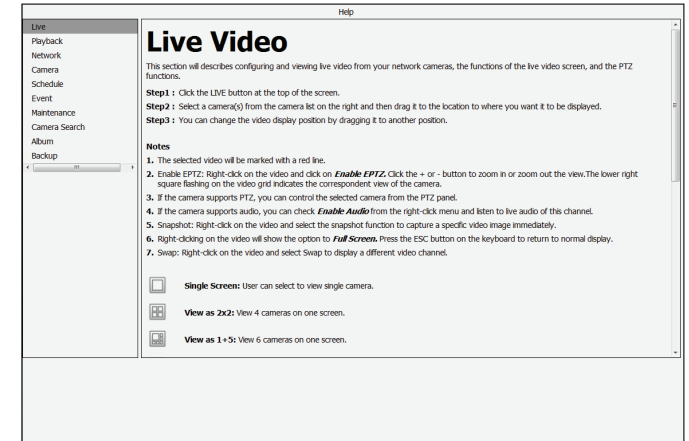 Help
Live
Playback
Network
Camera
Schedule
Event
Maintenance
Camera Search
Album
Backup
Live Video
This section will describes configuring and viewing live video from your network cameras, the functions of the live video screen, and the PTZ
functions.
Step1 : Click the LIVE button at the top of the screen.
Step2 : Select a camera(s) from the camera list on the right and then drag it to the location to where you want it to be displayed.
Step3 : You can change the video display position by dragging it to another position.
Notes
1. The selected video will be marked with a red line.
2. Enable EPTZ: Right-click on the video and click on Enable EPTZ. Click the + or - button to zoom in or zoom out the view.The lower right
square flashing on the video grid indicates the correspondent view of the camera.
3. If the camera supports PTZ, you can control the selected camera from the PTZ panel.
4. If the camera supports audio, you can check Enable Audio from the right-click menu and listen to live audio of this channel.
5. Snapshot: Right-click on the video and select the snapshot function to capture a specific video image immediately.
6. Right-clicking on the video will show the option to Full Screen. Press the ESC button on the keyboard to return to normal display.
7. Swap: Right-click on the video and select Swap to display a different video channel.
Single Screen: User can select to view single camera.
View as 2x2: View 4 cameras on one screen.
View as 1+5: View 6 cameras on one screen.